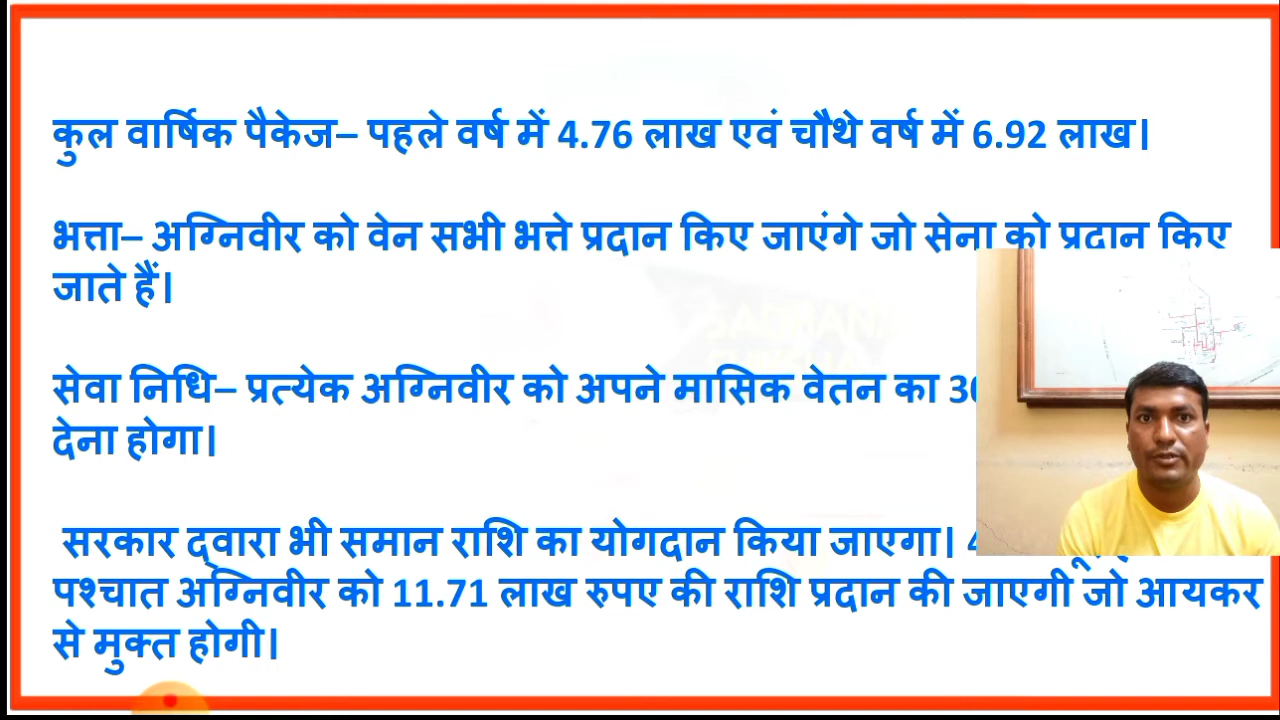 कुल वार्षिक पैकेज– पहले वर्ष में 4.76 लाख एवं चौथे वर्ष में 6.92 लाख।
भत्ता– अग्निवीर को वेन सभी भत्ते प्रदान किए जाएंगे जो सेना को प्रदान किए
जाते हैं।
सेवा निधि– प्रत्येक अग्निवीर को अपने मासिक वेतन का
देना होगा।
सरकार द्वारा भी समान राशि का योगदान किया जाएगा।
पश्चात अग्निवीर को 11.71 लाख रुपए की राशि प्रदान की जाएगी जो आयकर
से मुक्त होगी।